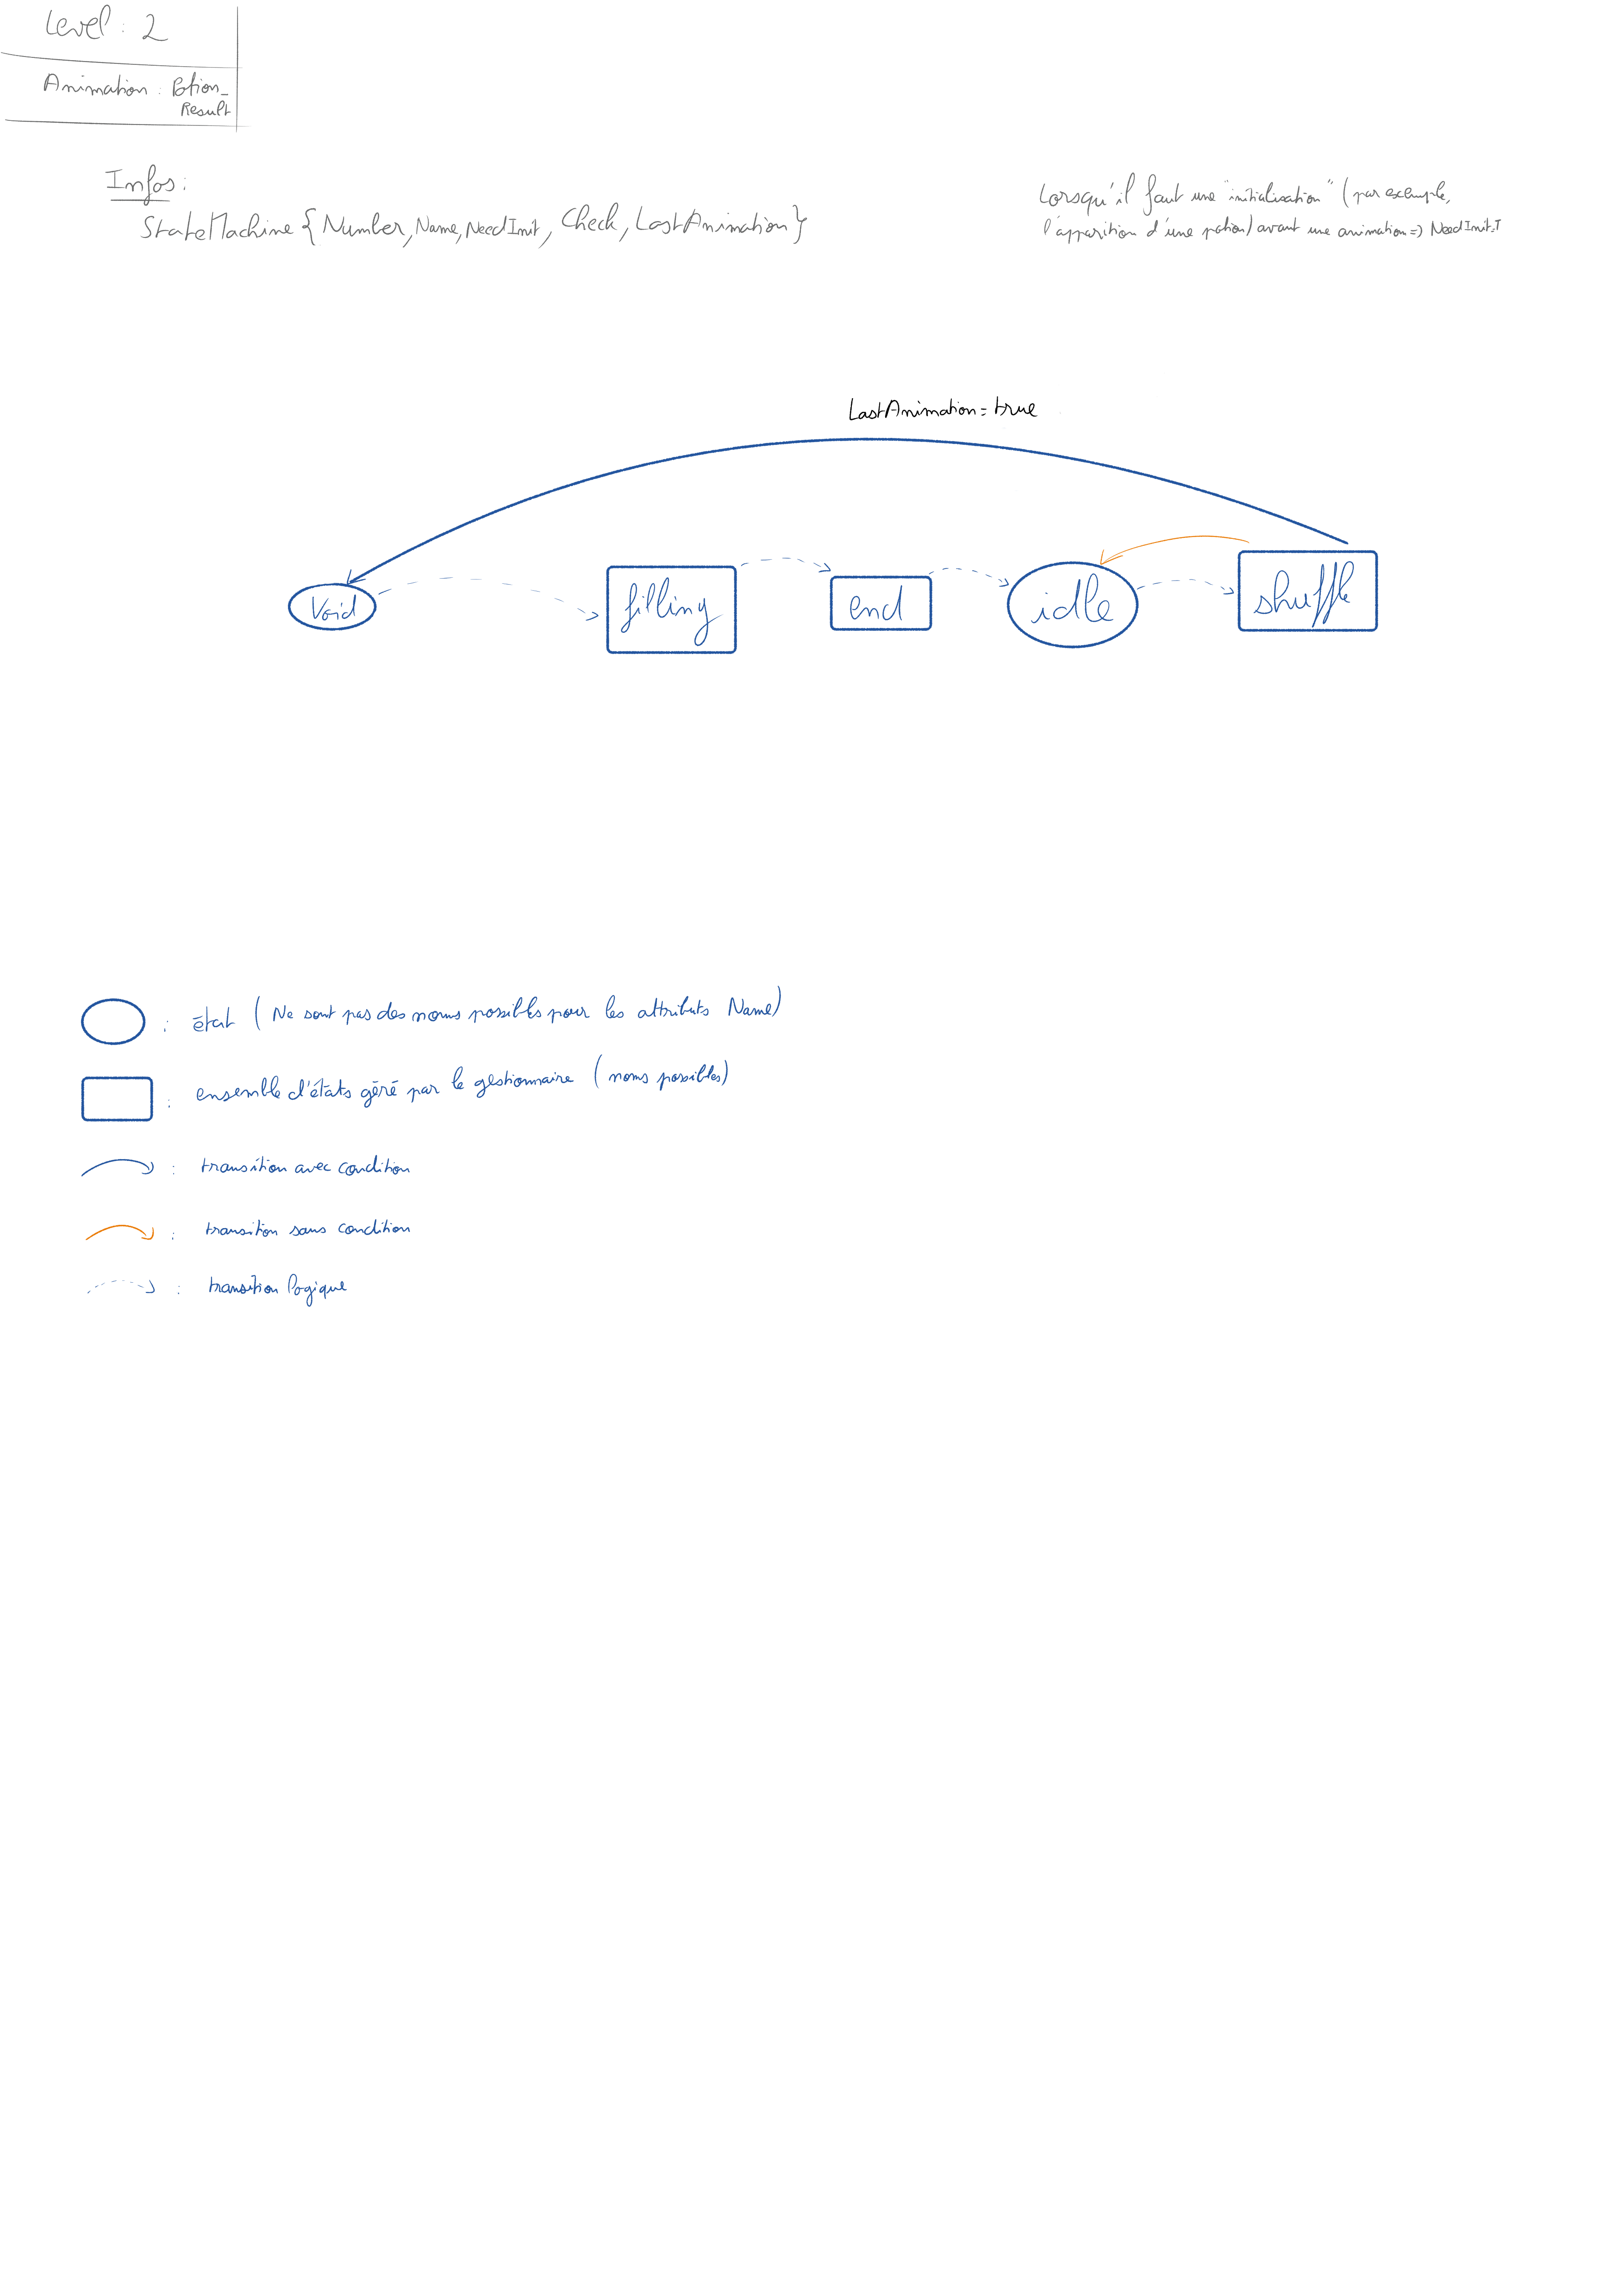 Level : 2
Animation : Potion_
Result
Infos :
StateMachine { Number, Name, NeedInit, Check, LastAnimation }
Lorsqu'il faut une "initialisation" (par exemple,
l'apparition d'une potion) avant une animation => NeedInit=T
LastAnimation = true
Void
filling
end
idle
shuffle
: état ( Ne sont pas des noms possibles pour les attributs Name)
: ensemble d'états géré par le gestionnaire ( noms possibles)
: transition avec condition
: transition sans condition
: transition logique